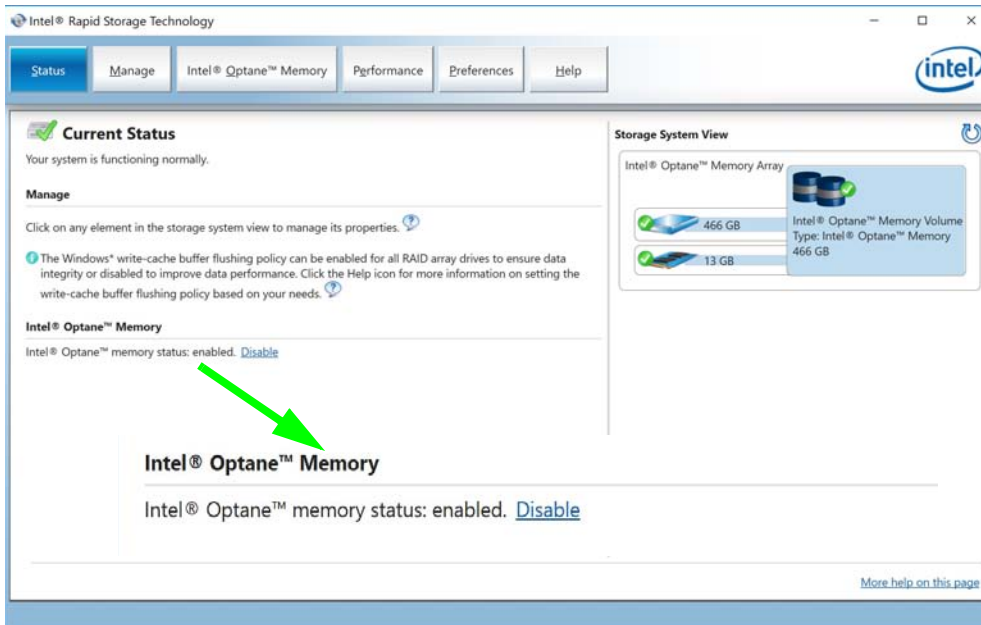 Intel® Rapid Storage Technology
Status
Manage
Intel® Optane™ Memory
Performance
Preferences
Help
intel
Current Status
Your system is functioning normally.
Manage
Click on any element in the storage system view to manage its properties.
The Windows* write-cache buffer flushing policy can be enabled for all RAID array drives to ensure data
integrity or disabled to improve data performance. Click the Help icon for more information on setting the
write-cache buffer flushing policy based on your needs.
Intel® Optane™ Memory
Intel® Optane™ memory status: enabled. Disable
Intel® Optane™ Memory
Intel® Optane™ memory status: enabled. Disable
Storage System View
Intel® Optane™ Memory Array
466 GB
13 GB
Intel® Optane™ Memory Volume
Type: Intel® Optane™ Memory
466 GB
More help on this page